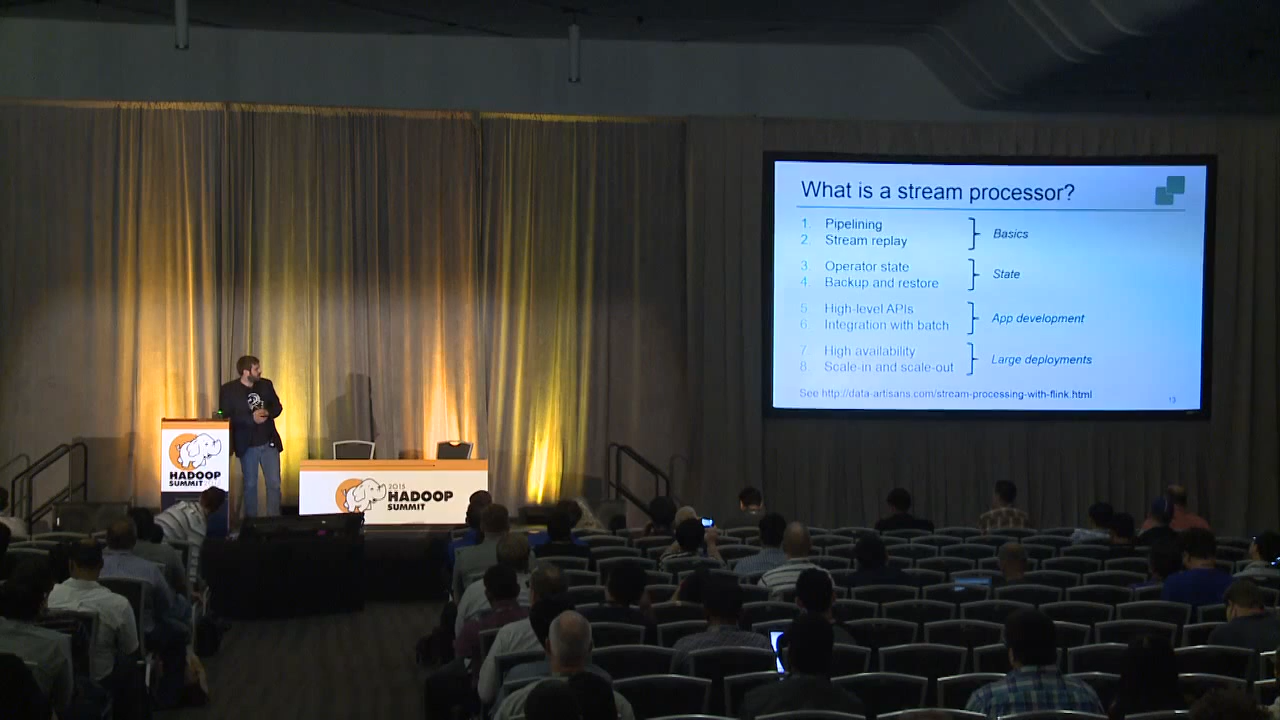 What is a stream processor?
1. Pipelining
2. Stream replay
Basics
3. Operator state
4. Backup and restore
State
5. High-level APIs
6. Integration with batch
App development
7. High availability
8. Scale-in and scale-out
Large deployments
See http://data-artisans.com/stream-processing-with-flink.html
13
HADOOP
SUMMIT
2015
HADOOP
SUMMIT